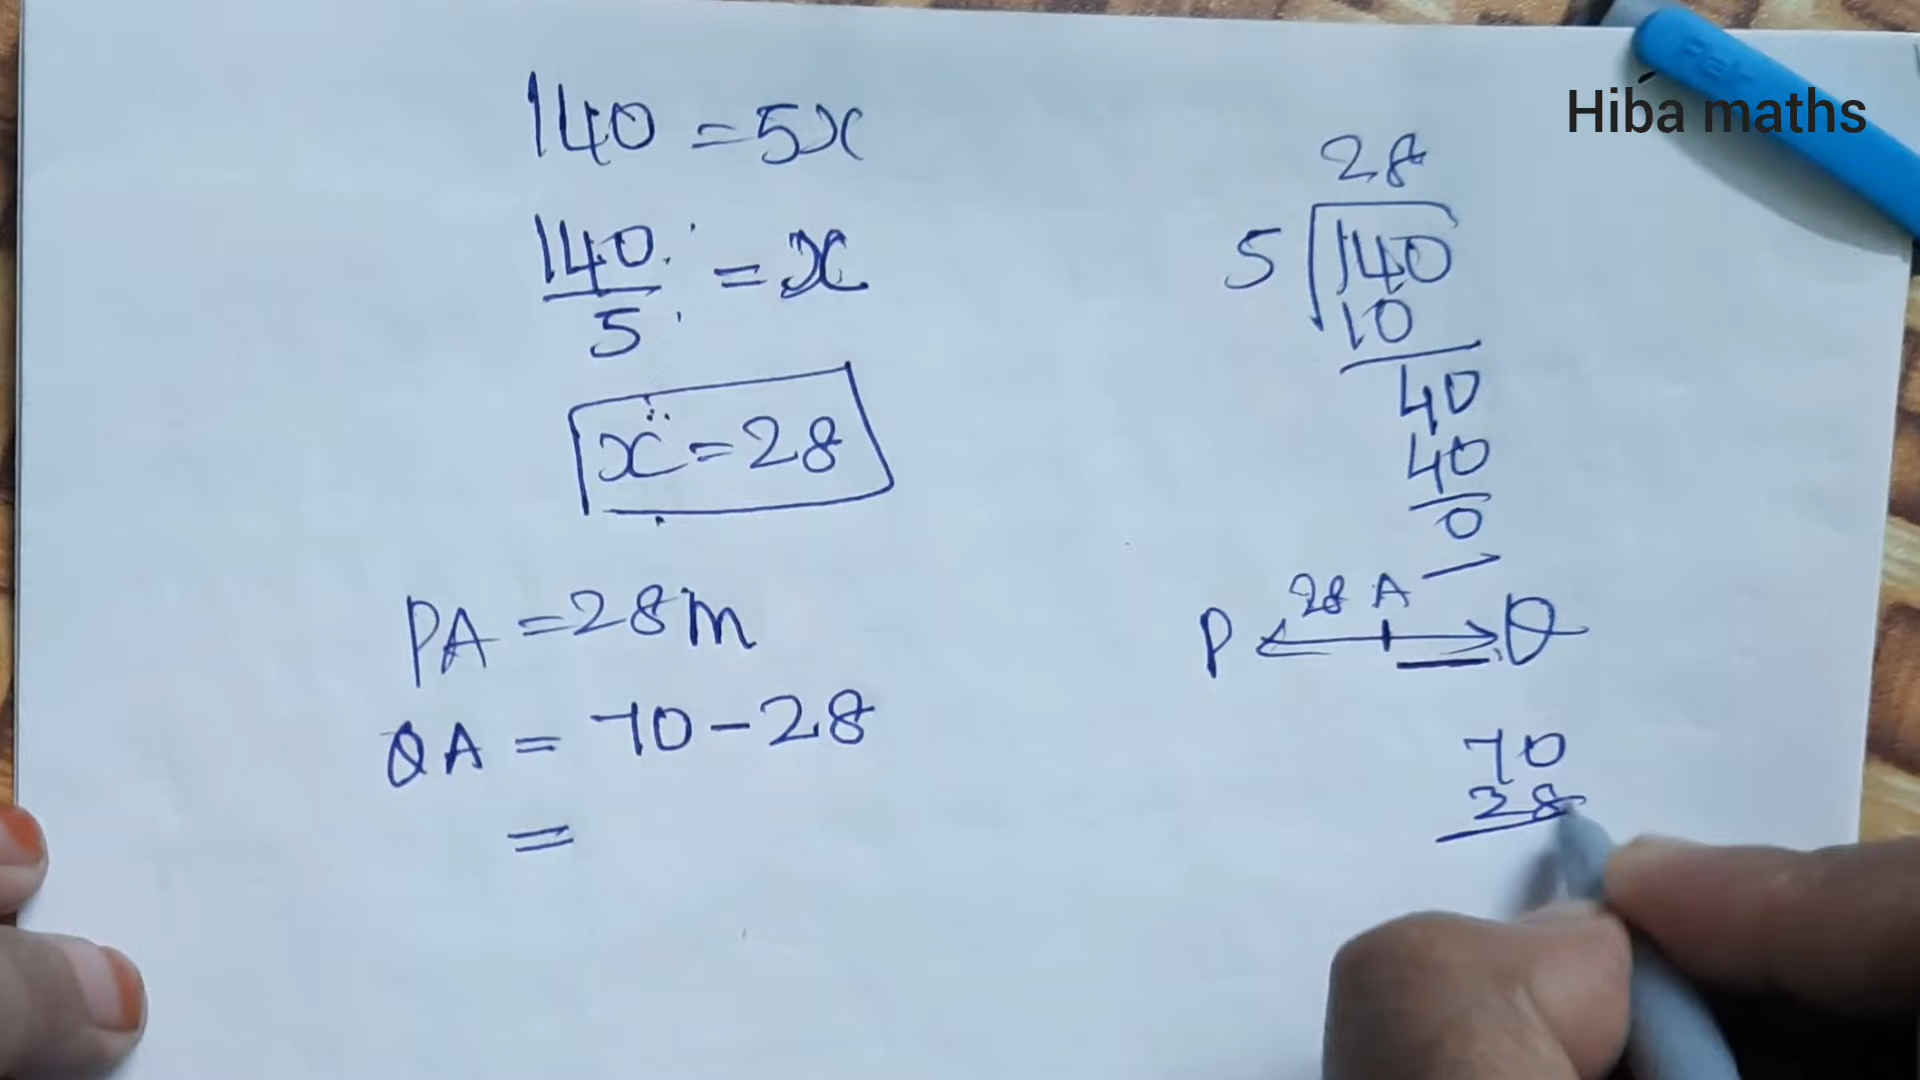 Hiba maths
140 = 5x
140/5 = x
x = 28
PA = 28m
QA = 70 - 28
=
28
5 140
10
40
40
0
28 A
P Q
70
28